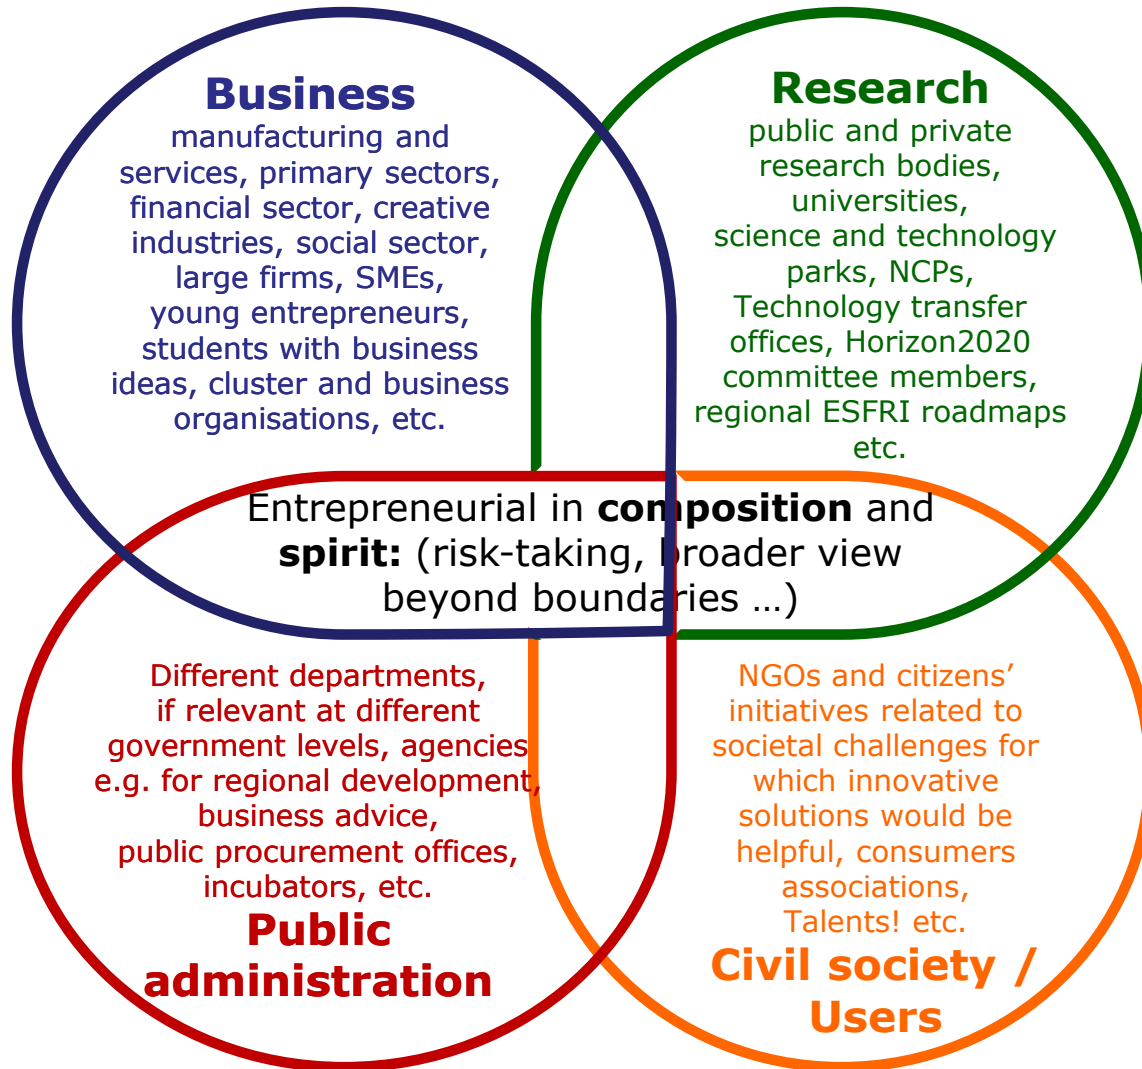 Business
manufacturing and
services, primary sectors,
financial sector, creative
industries, social sector,
large firms, SMEs,
young entrepreneurs,
students with business
ideas, cluster and business
organisations, etc.
Research
public and private
research bodies,
universities,
science and technology
parks, NCPs,
Technology transfer
offices, Horizon2020
committee members,
regional ESFRI roadmaps
etc.
Entrepreneurial in composition and
spirit: (risk-taking, broader view
beyond boundaries …)
Different departments,
if relevant at different
government levels, agencies
e.g. for regional development,
business advice,
public procurement offices,
incubators, etc.
Public
administration
NGOs and citizens’
initiatives related to
societal challenges for
which innovative
solutions would be
helpful, consumers
associations,
Talents! etc.
Civil society /
Users